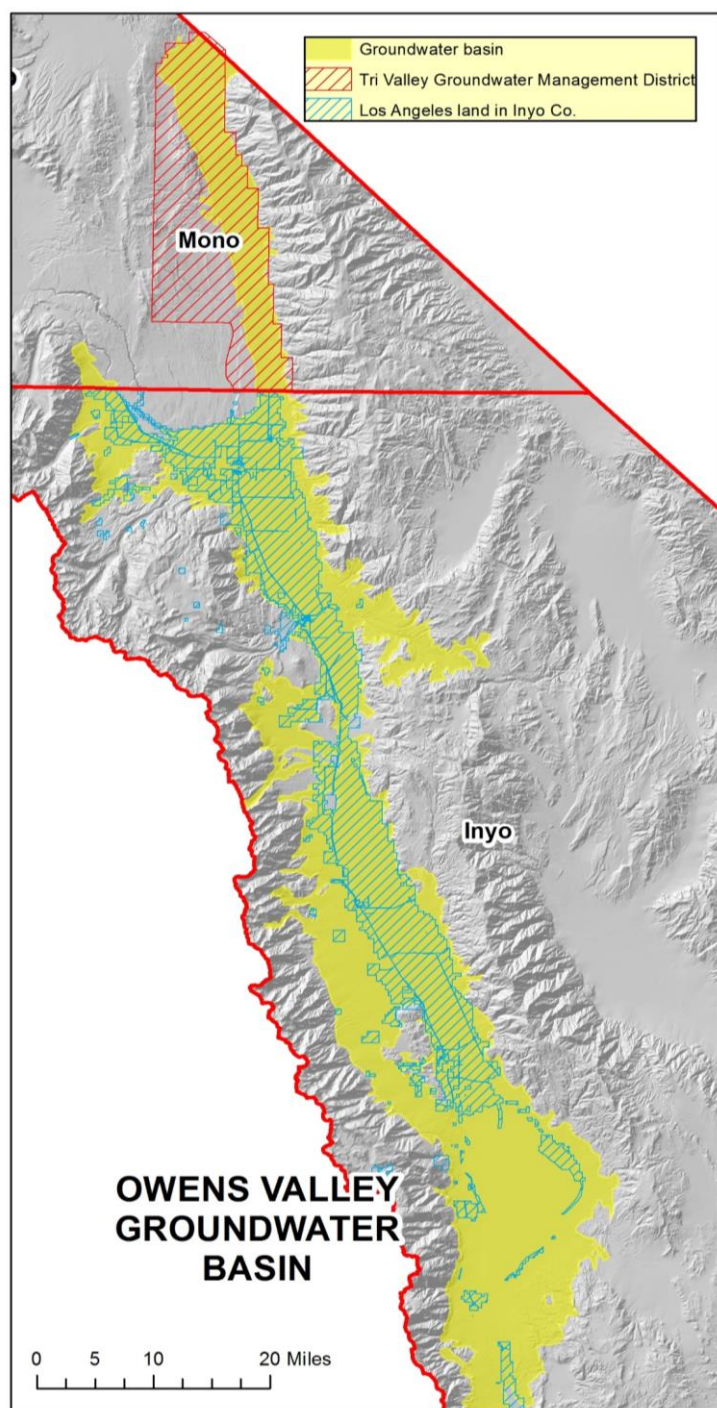 Groundwater basin
Tri Valley Groundwater Management District
Los Angeles land in Inyo Co.
Mono
Inyo
OWENS VALLEY
GROUNDWATER
BASIN
0 5 10 20 Miles